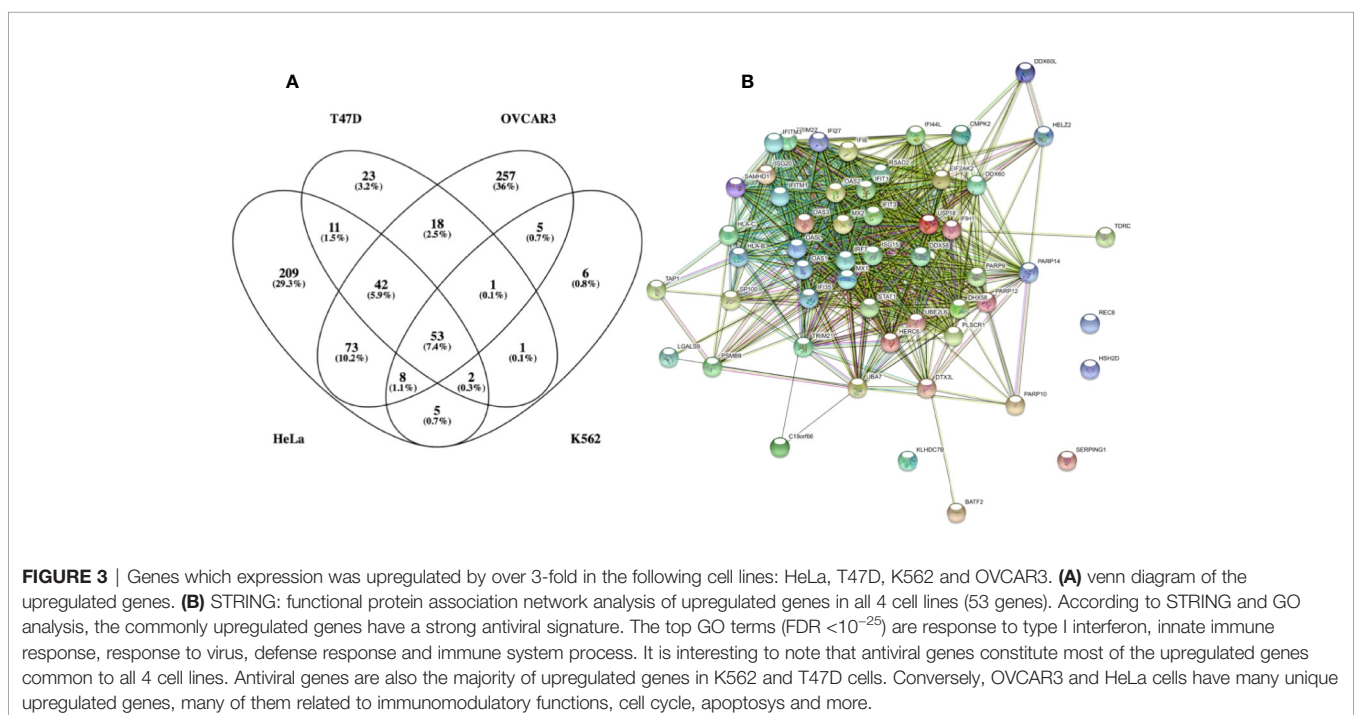 A
B
T47D
OVCAR3
23
(3.2%)
257
(36%)
11
(1.5%)
18
(2.5%)
5
(0.7%)
209
(29.3%)
42
(5.9%)
1
(0.1%)
6
(0.8%)
73
(10.2%)
53
(7.4%)
1
(0.1%)
8
(1.1%)
2
(0.3%)
5
(0.7%)
HeLa
K562
DDX60L
IFITM3
TRIM22
IFI27
IFI44L
CMPK2
HELZ2
IFI6
ISG20
RSAD2
EIF2AK2
SAMHD1
IFITM1
IFIT1
DDX60
IFIT3
MX2
USP18
IFIH1
HLA-C
TDRD
HLA-B
IRF7
ISG15
DDX58
OAS1
MX1
PARP9
PARP14
TAP1
SP100
IFI35
STAT1
DHX58
PARP12
UBE2L6
REC8
TRIM21
HERC6
PLSCR1
LGALS9
PSMB9
HSH2D
UBA7
DTX3L
PARP10
C19orf66
KLHDC7B
SERPING1
BATF2
FIGURE 3 | Genes which expression was upregulated by over 3-fold in the following cell lines: HeLa, T47D, K562 and OVCAR3. (A) venn diagram of the
upregulated genes. (B) STRING: functional protein association network analysis of upregulated genes in all 4 cell lines (53 genes). According to STRING and GO
analysis, the commonly upregulated genes have a strong antiviral signature. The top GO terms (FDR <10⁻²⁵) are response to type I interferon, innate immune
response, response to virus, defense response and immune system process. It is interesting to note that antiviral genes constitute most of the upregulated genes
common to all 4 cell lines. Antiviral genes are also the majority of upregulated genes in K562 and T47D cells. Conversely, OVCAR3 and HeLa cells have many unique
upregulated genes, many of them related to immunomodulatory functions, cell cycle, apoptosys and more.